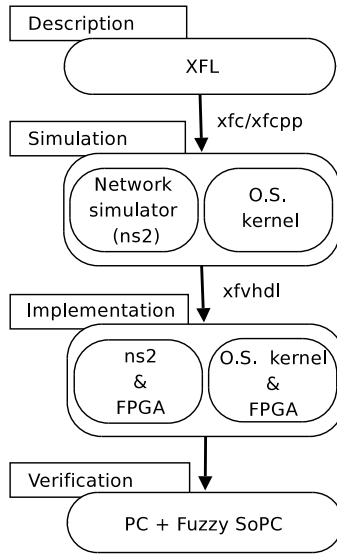 Description
XFL
xfc/xfcpp
Simulation
Network
simulator
(ns2)
O.S.
kernel
xfvhdl
Implementation
ns2
&
FPGA
O.S. kernel
&
FPGA
Verification
PC + Fuzzy SoPC